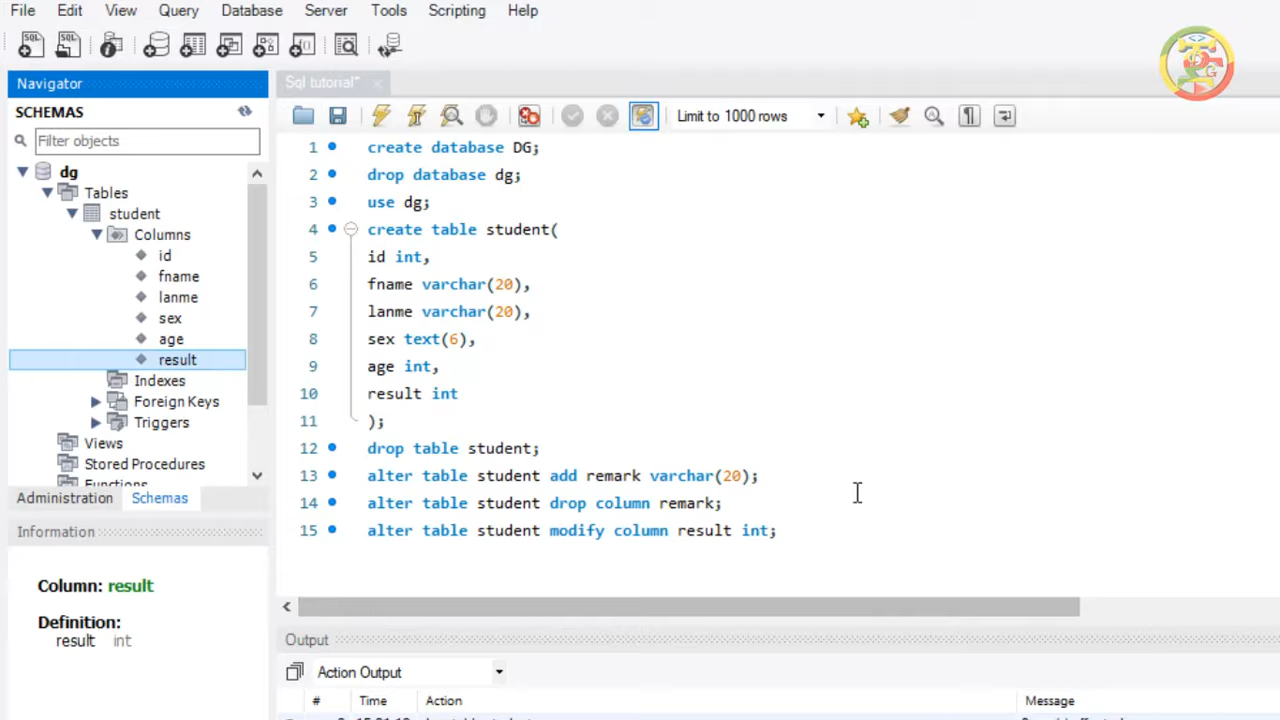 File Edit View Query Database Server Tools Scripting Help
Navigator
Sql tutorial*
SCHEMAS
Filter objects
Limit to 1000 rows
dg
Tables
student
Columns
id
fname
lanme
sex
age
result
Indexes
Foreign Keys
Triggers
Views
Stored Procedures
Functions
Administration Schemas
Information
Column: result
Definition:
result int
1 create database DG;
2 drop database dg;
3 use dg;
4 create table student(
5 id int,
6 fname varchar(20),
7 lanme varchar(20),
8 sex text(6),
9 age int,
10 result int
11 );
12 drop table student;
13 alter table student add remark varchar(20);
14 alter table student drop column remark;
15 alter table student modify column result int;
Output
Action Output
# Time Action Message